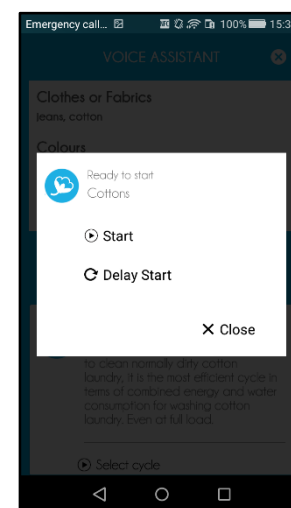 Emergency call... 100% 15:3
VOICE ASSISTANT
Clothes or Fabrics
jeans, cotton
Colours
Ready to start
Cottons
Start
Delay Start
Close
to clean normally dirty cotton
laundry, it is the most efficient cycle in
terms of combined energy and water
consumption for washing cotton
laundry. Even at full load.
Select cycle